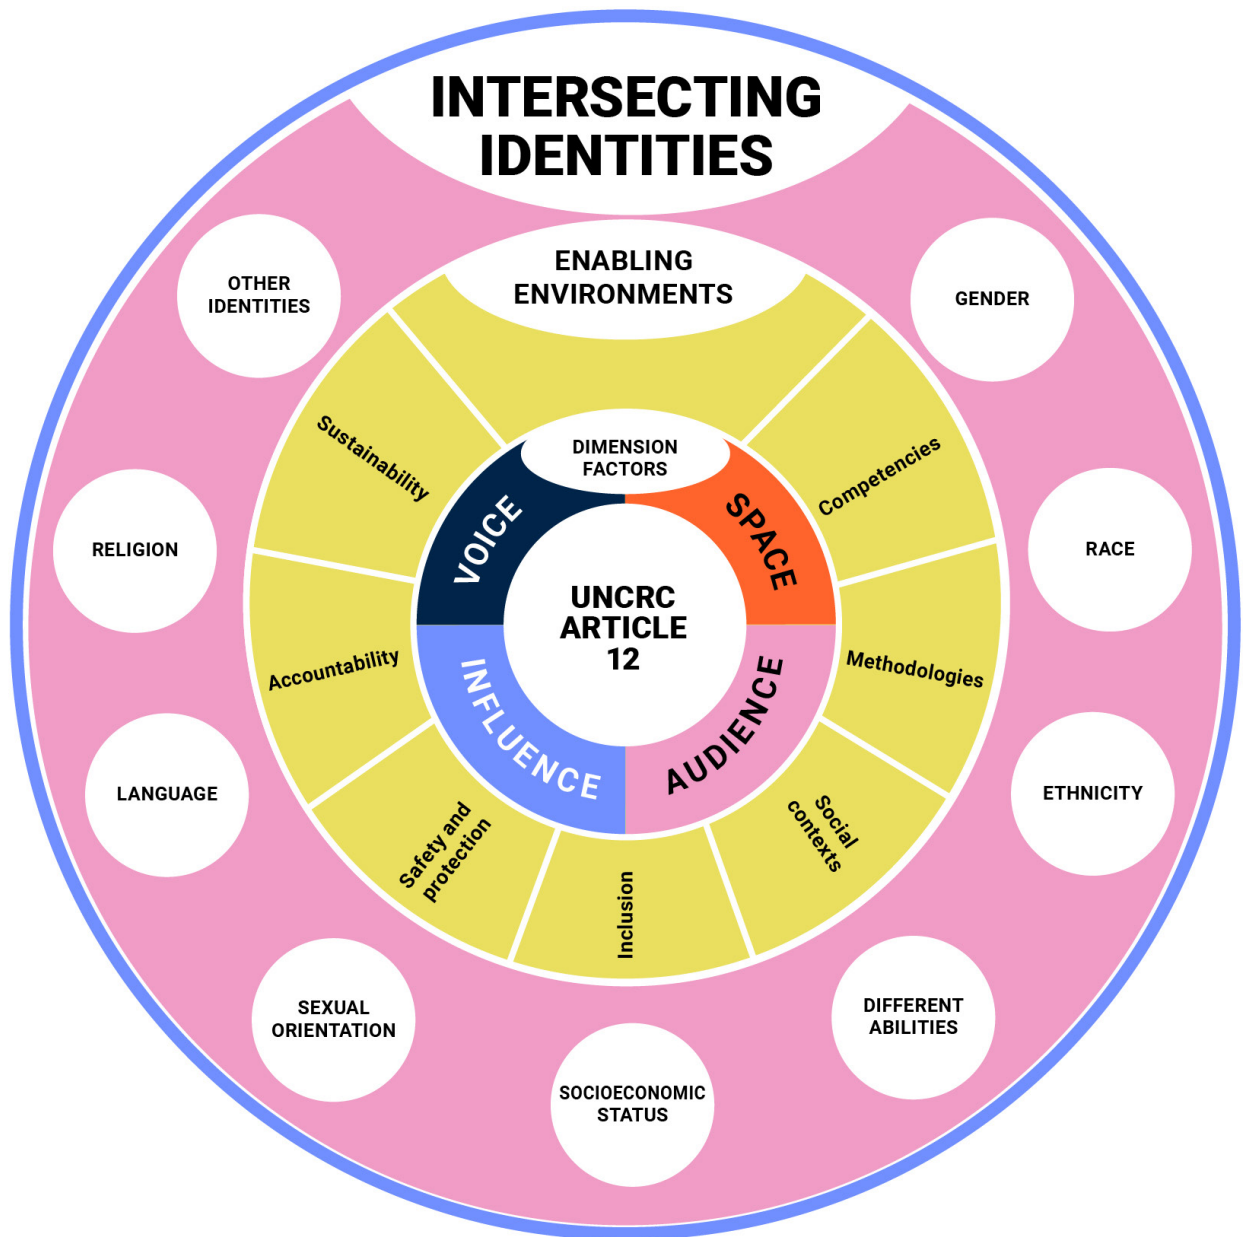 INTERSECTING
IDENTITIES
ENABLING
ENVIRONMENTS
DIMENSION
FACTORS
UNCRC
ARTICLE
12
VOICE
SPACE
AUDIENCE
INFLUENCE
Competencies
Methodologies
Social
contexts
Inclusion
Safety and
protection
Accountability
Sustainability
GENDER
RACE
ETHNICITY
DIFFERENT
ABILITIES
SOCIOECONOMIC
STATUS
SEXUAL
ORIENTATION
LANGUAGE
RELIGION
OTHER
IDENTITIES